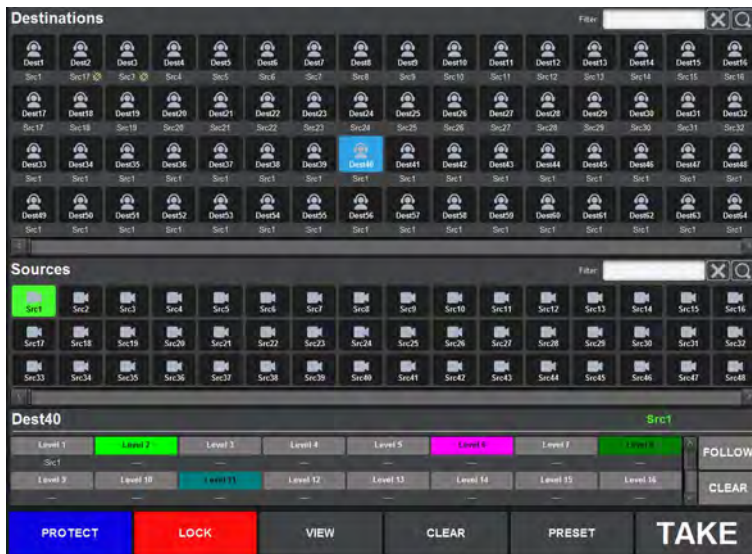 Destinations Filter:
Dest1 Dest2 Dest3 Dest4 Dest5 Dest6 Dest7 Dest8 Dest9 Dest10 Dest11 Dest12 Dest13 Dest14 Dest15 Dest16
Src1 Src17 Src3 Src4 Src5 Src6 Src7 Src8 Src9 Src10 Src11 Src12 Src13 Src14 Src15 Src16
Dest17 Dest18 Dest19 Dest20 Dest21 Dest22 Dest23 Dest24 Dest25 Dest26 Dest27 Dest28 Dest29 Dest30 Dest31 Dest32
Src17 Src18 Src19 Src20 Src21 Src22 Src23 Src24 Src25 Src26 Src27 Src28 Src29 Src30 Src31 Src32
Dest33 Dest34 Dest35 Dest36 Dest37 Dest38 Dest39 Dest40 Dest41 Dest42 Dest43 Dest44 Dest45 Dest46 Dest47 Dest48
Src1 Src1 Src1 Src1 Src1 Src1 Src1 Src1 Src1 Src1 Src1 Src1 Src1 Src1 Src1 Src1
Dest49 Dest50 Dest51 Dest52 Dest53 Dest54 Dest55 Dest56 Dest57 Dest58 Dest59 Dest60 Dest61 Dest62 Dest63 Dest64
Src1 Src1 Src1 Src1 Src1 Src1 Src1 Src1 Src1 Src1 Src1 Src1 Src1 Src1 Src1 Src1
Sources Filter:
Src1 Src2 Src3 Src4 Src5 Src6 Src7 Src8 Src9 Src10 Src11 Src12 Src13 Src14 Src15 Src16
Src17 Src18 Src19 Src20 Src21 Src22 Src23 Src24 Src25 Src26 Src27 Src28 Src29 Src30 Src31 Src32
Src33 Src34 Src35 Src36 Src37 Src38 Src39 Src40 Src41 Src42 Src43 Src44 Src45 Src46 Src47 Src48
Dest40 Src1
Level 1 Level 2 Level 3 Level 4 Level 5 Level 6 Level 7 Level 8 FOLLOW
Src1 — — — — — — —
Level 9 Level 10 Level 11 Level 12 Level 13 Level 14 Level 15 Level 16 CLEAR
— — — — — — — —
PROTECT LOCK VIEW CLEAR PRESET TAKE